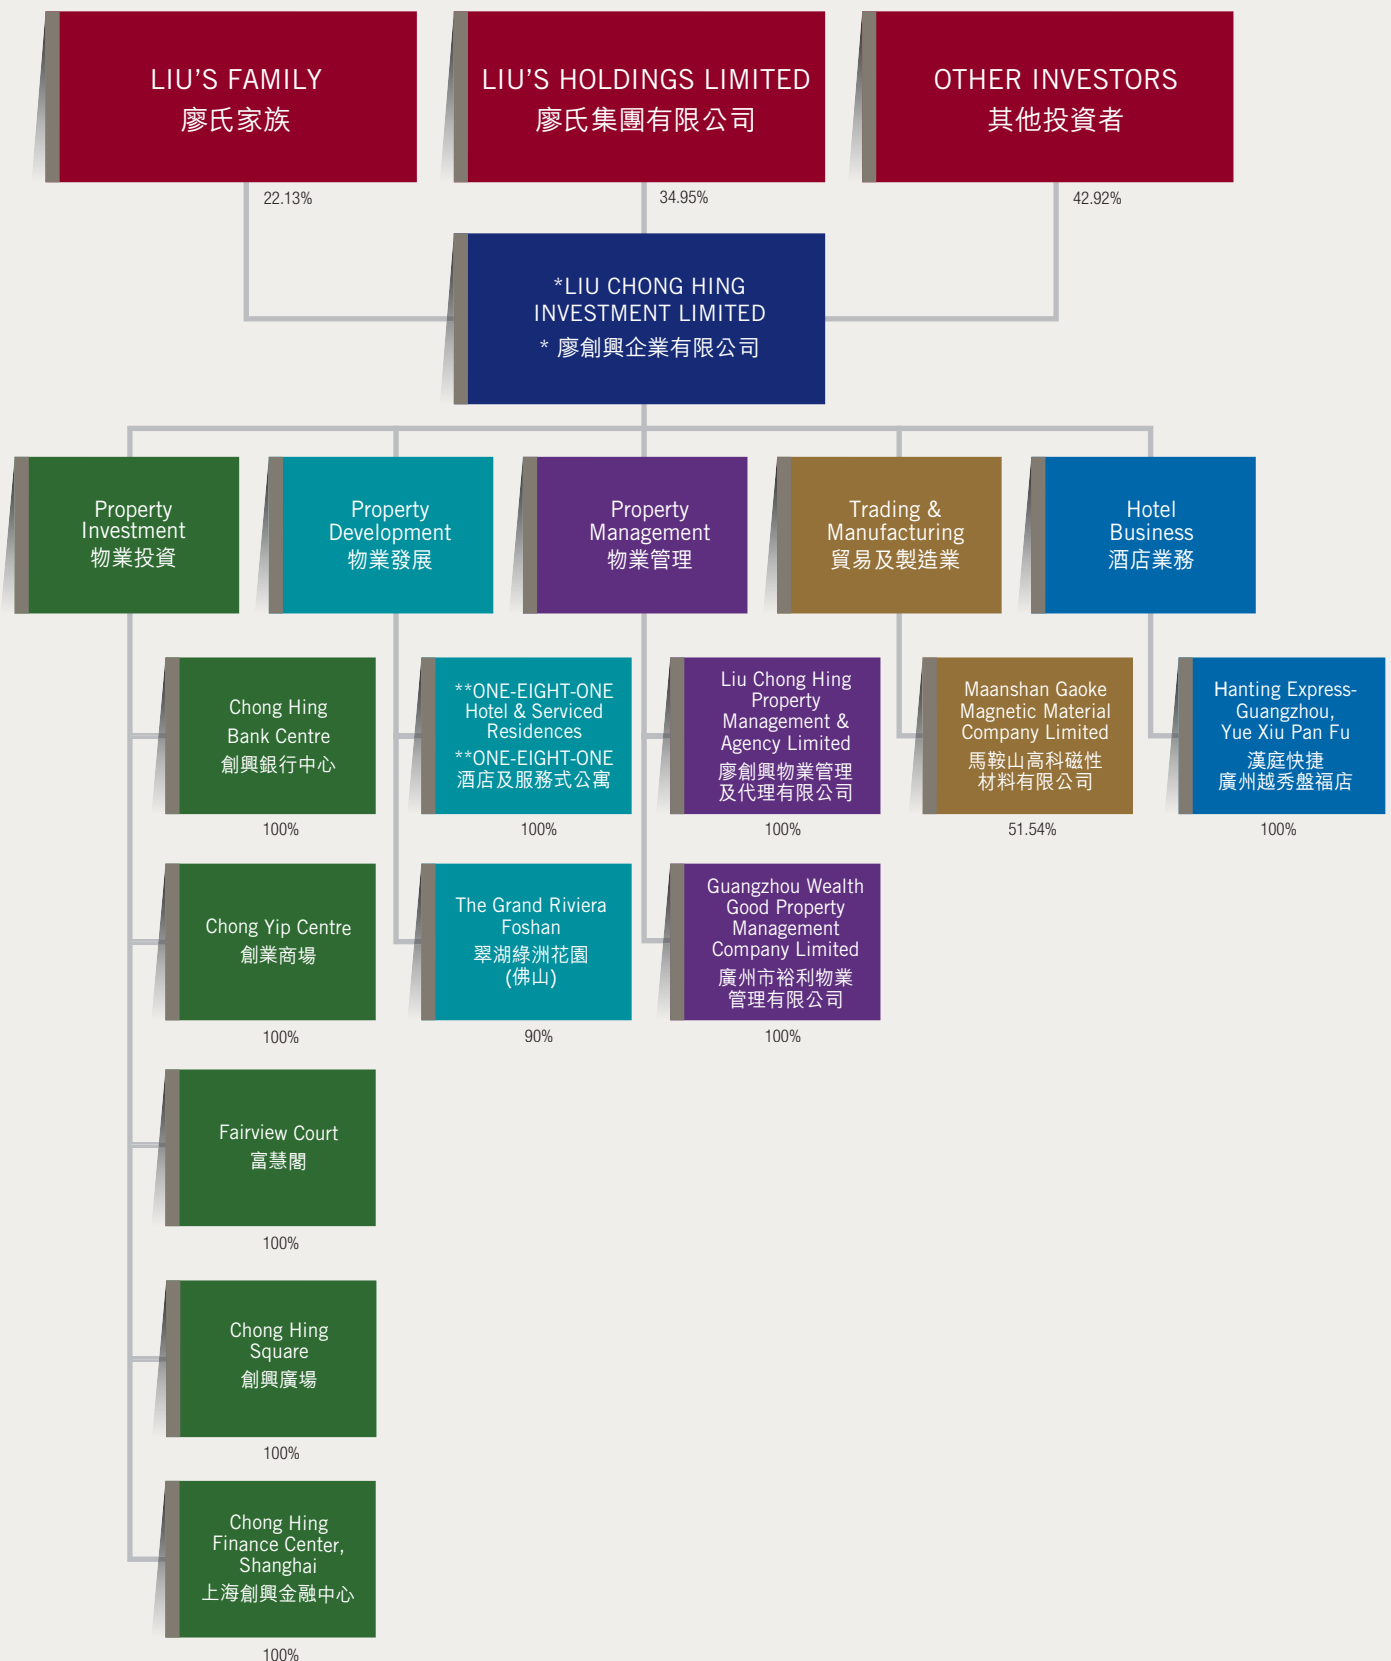 LIU'S FAMILY
廖氏家族
22.13%
LIU'S HOLDINGS LIMITED
廖氏集團有限公司
34.95%
OTHER INVESTORS
其他投資者
42.92%
*LIU CHONG HING
INVESTMENT LIMITED
* 廖創興企業有限公司
Property
Investment
物業投資
Property
Development
物業發展
Property
Management
物業管理
Trading &
Manufacturing
貿易及製造業
Hotel
Business
酒店業務
Chong Hing
Bank Centre
創興銀行中心
100%
**ONE-EIGHT-ONE
Hotel & Serviced
Residences
**ONE-EIGHT-ONE
酒店及服務式公寓
100%
Liu Chong Hing
Property
Management &
Agency Limited
廖創興物業管理
及代理有限公司
100%
Maanshan Gaoke
Magnetic Material
Company Limited
馬鞍山高科磁性
材料有限公司
51.54%
Hanting Express-
Guangzhou,
Yue Xiu Pan Fu
漢庭快捷
廣州越秀盤福店
100%
Chong Yip Centre
創業商場
100%
The Grand Riviera
Foshan
翠湖綠洲花園
(佛山)
90%
Guangzhou Wealth
Good Property
Management
Company Limited
廣州市裕利物業
管理有限公司
100%
Fairview Court
富慧閣
100%
Chong Hing
Square
創興廣場
100%
Chong Hing
Finance Center,
Shanghai
上海創興金融中心
100%